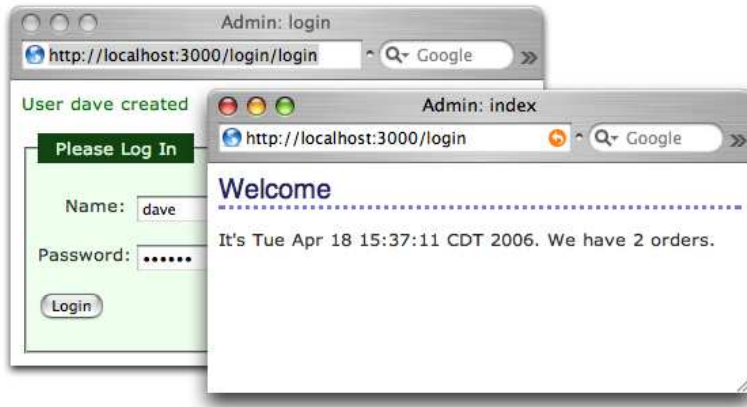 Admin: login
http://localhost:3000/login/login
Google
User dave created
Please Log In
Name: dave
Password: ••••••
Login
Admin: index
http://localhost:3000/login
Google
Welcome
It's Tue Apr 18 15:37:11 CDT 2006. We have 2 orders.